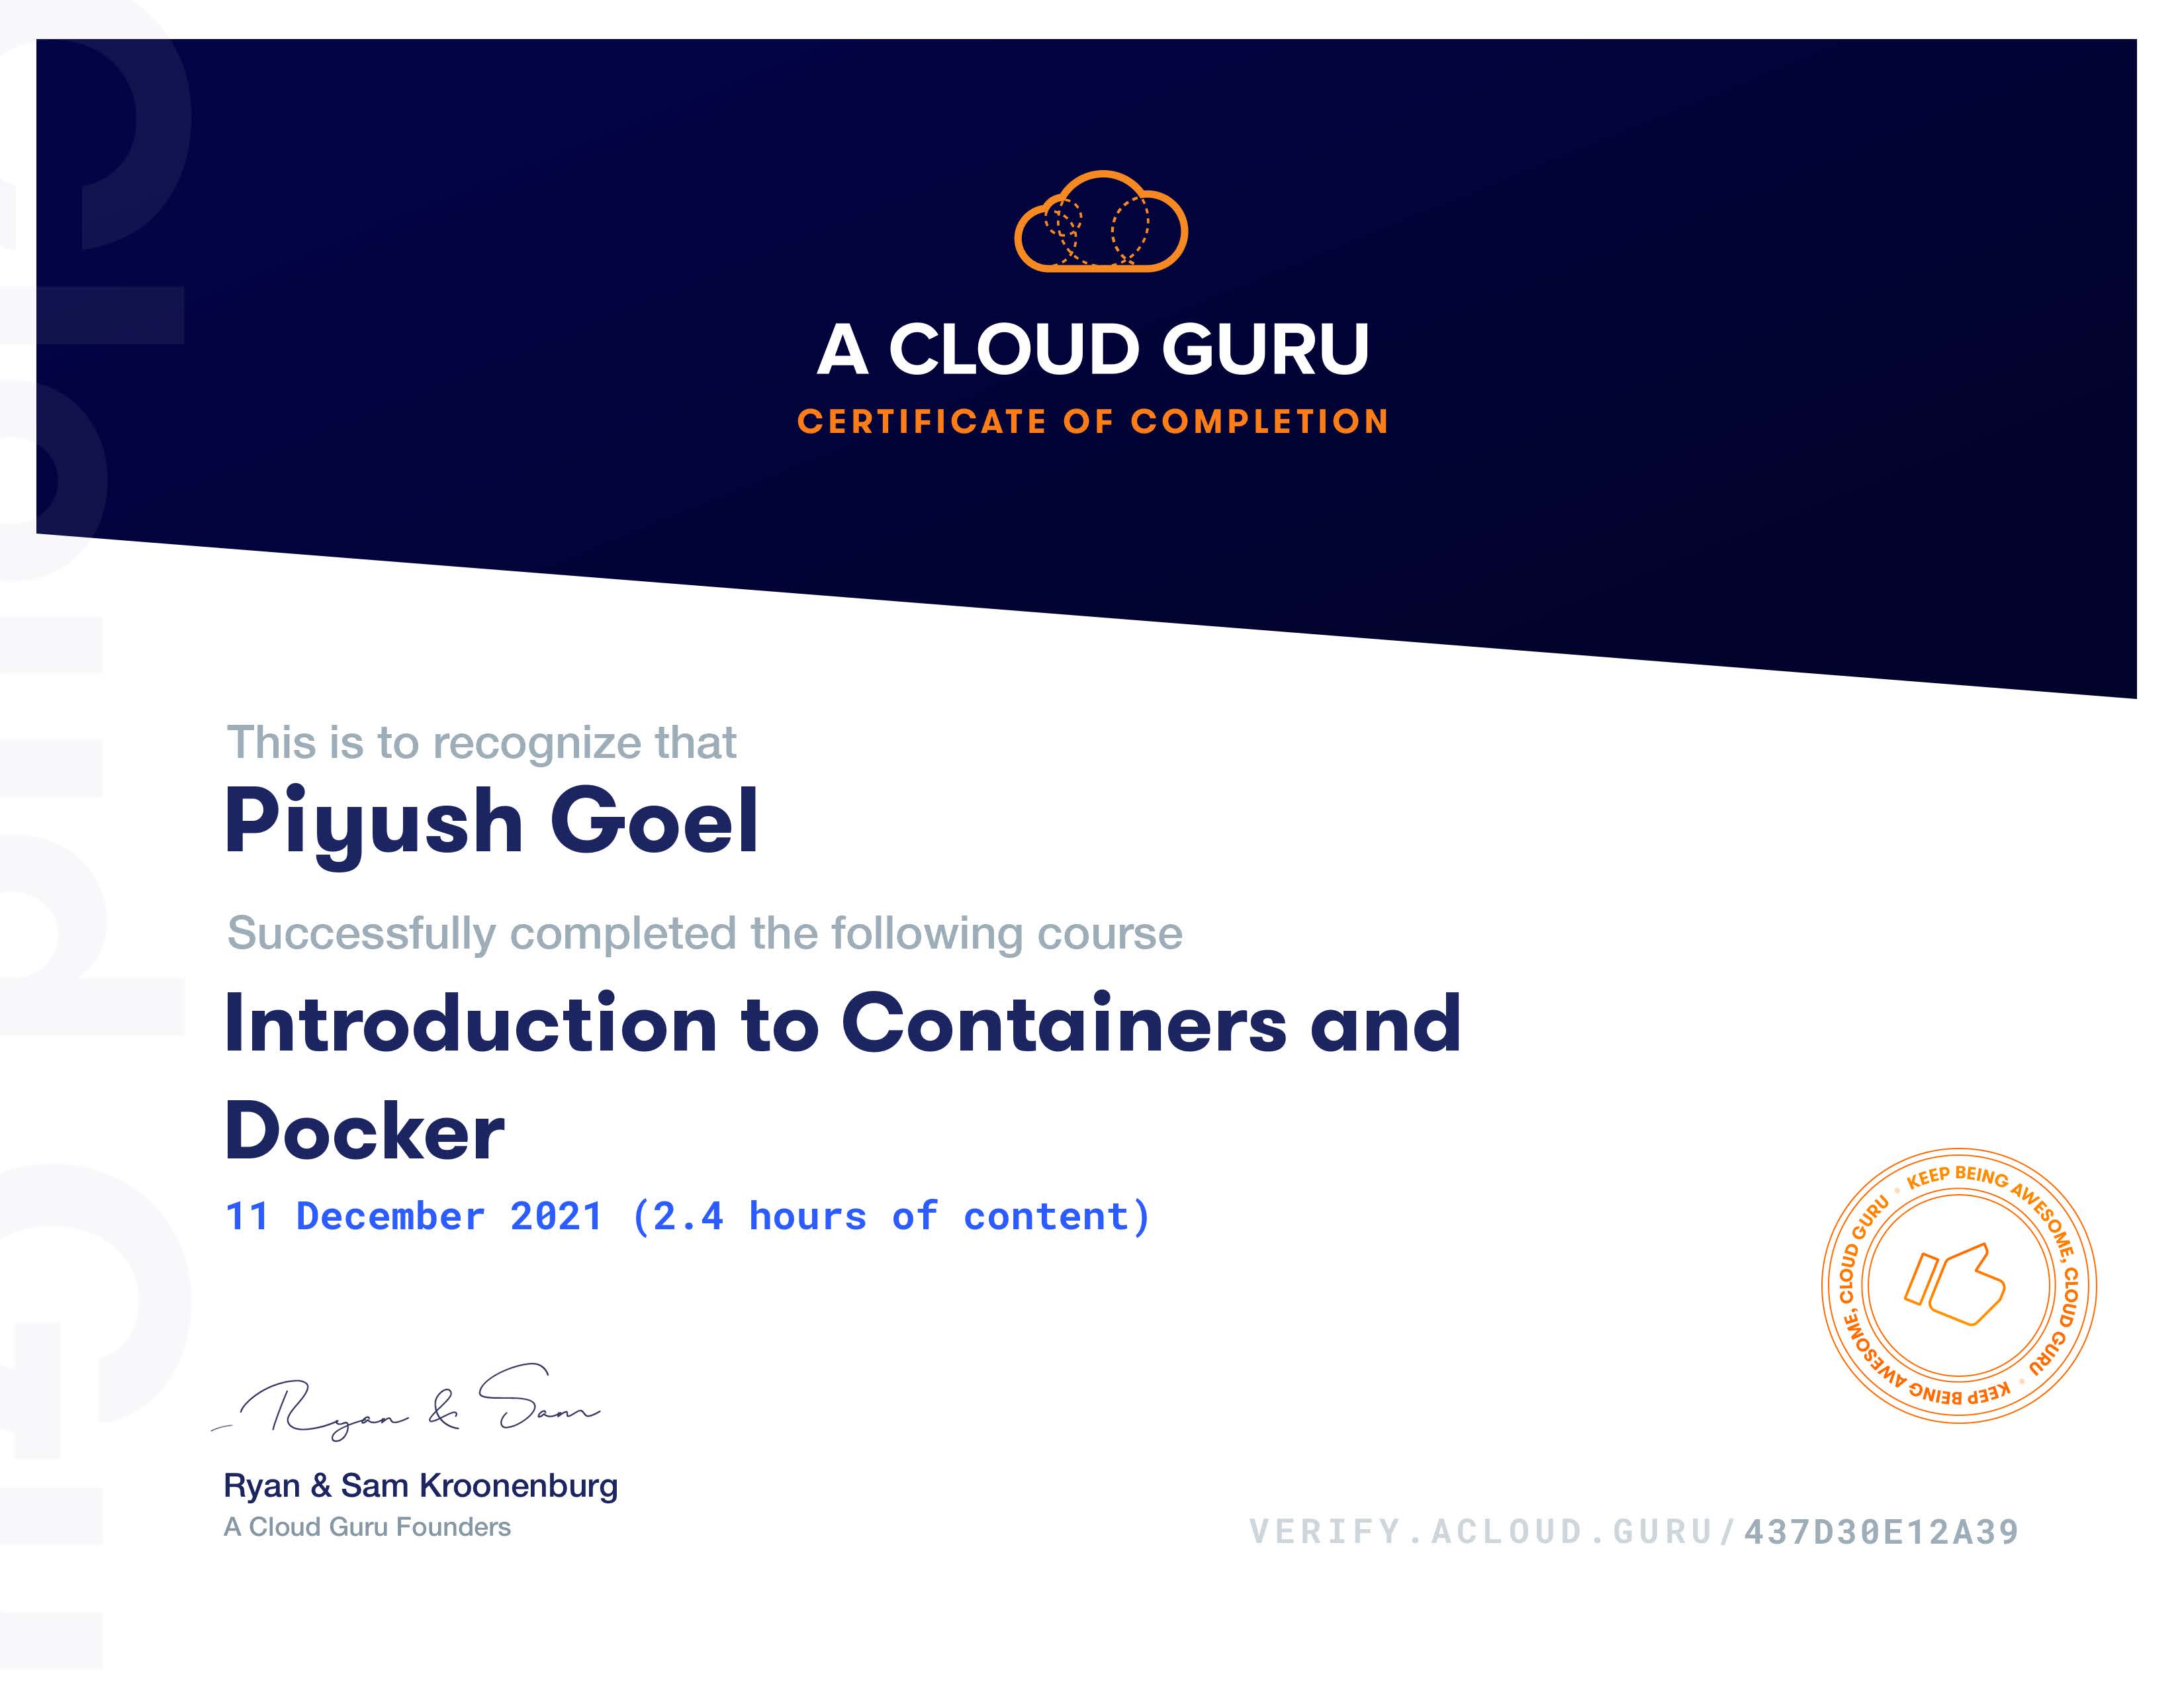 A CLOUD GURU
CERTIFICATE OF COMPLETION
This is to recognize that
Piyush Goel
Successfully completed the following course
Introduction to Containers and
Docker
11 December 2021 (2.4 hours of content)
KEEP BEING AWESOME, CLOUD GURU • KEEP BEING AWESOME, CLOUD GURU •
Ryan & Sam
Ryan & Sam Kroonenburg
A Cloud Guru Founders
VERIFY.ACLOUD.GURU/437D30E12A39
Cloud Gu